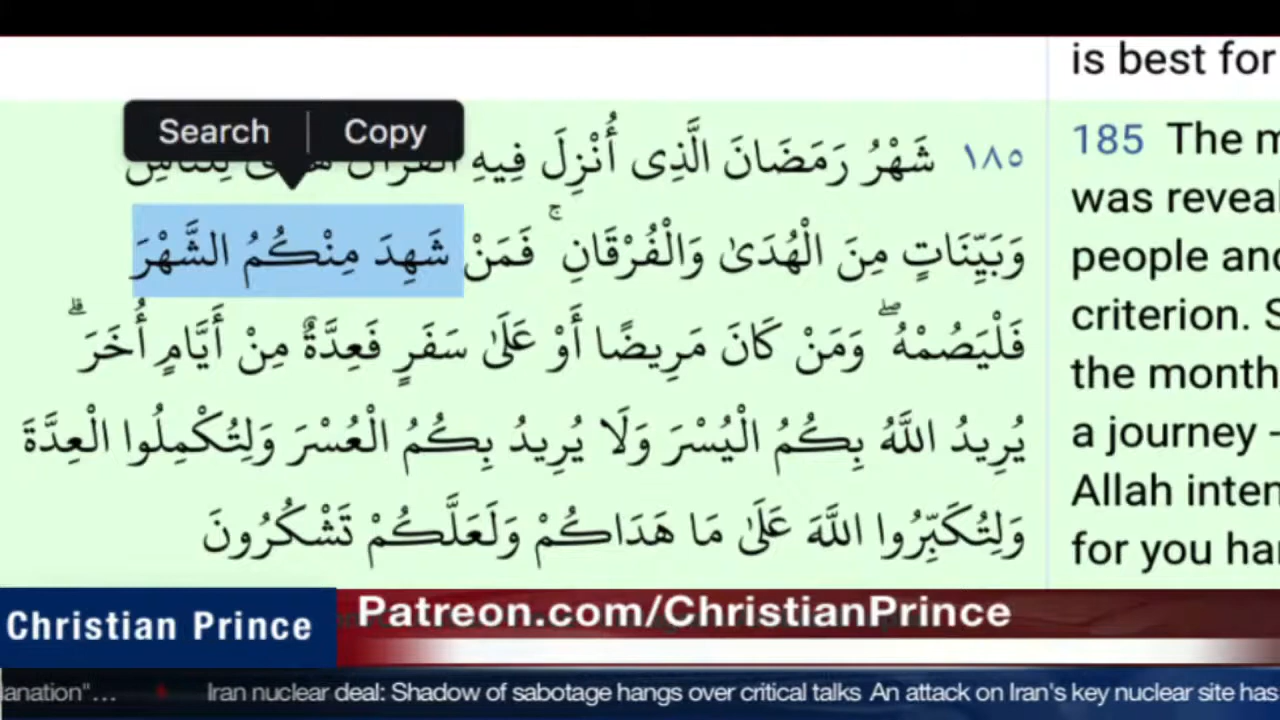 is best for
Search | Copy
١٨٥ شَهْرُ رَمَضَانَ الَّذِى أُنْزِلَ فِيهِ
وَبَيِّنَاتٍ مِنَ الْهُدَىٰ وَالْفُرْقَانِ ۚ فَمَنْ شَهِدَ مِنْكُمُ الشَّهْرَ
فَلْيَصُمْهُ ۖ وَمَنْ كَانَ مَرِيضًا أَوْ عَلَىٰ سَفَرٍ فَعِدَّةٌ مِنْ أَيَّامٍ أُخَرَ ۗ
يُرِيدُ اللَّهُ بِكُمُ الْيُسْرَ وَلَا يُرِيدُ بِكُمُ الْعُسْرَ وَلِتُكْمِلُوا الْعِدَّةَ
وَلِتُكَبِّرُوا اللَّهَ عَلَىٰ مَا هَدَاكُمْ وَلَعَلَّكُمْ تَشْكُرُونَ
185 The m
was reveal
people and
criterion. S
the month
a journey -
Allah inten
for you har
Christian Prince
Patreon.com/ChristianPrince
lanation"... Iran nuclear deal: Shadow of sabotage hangs over critical talks An attack on Iran's key nuclear site has